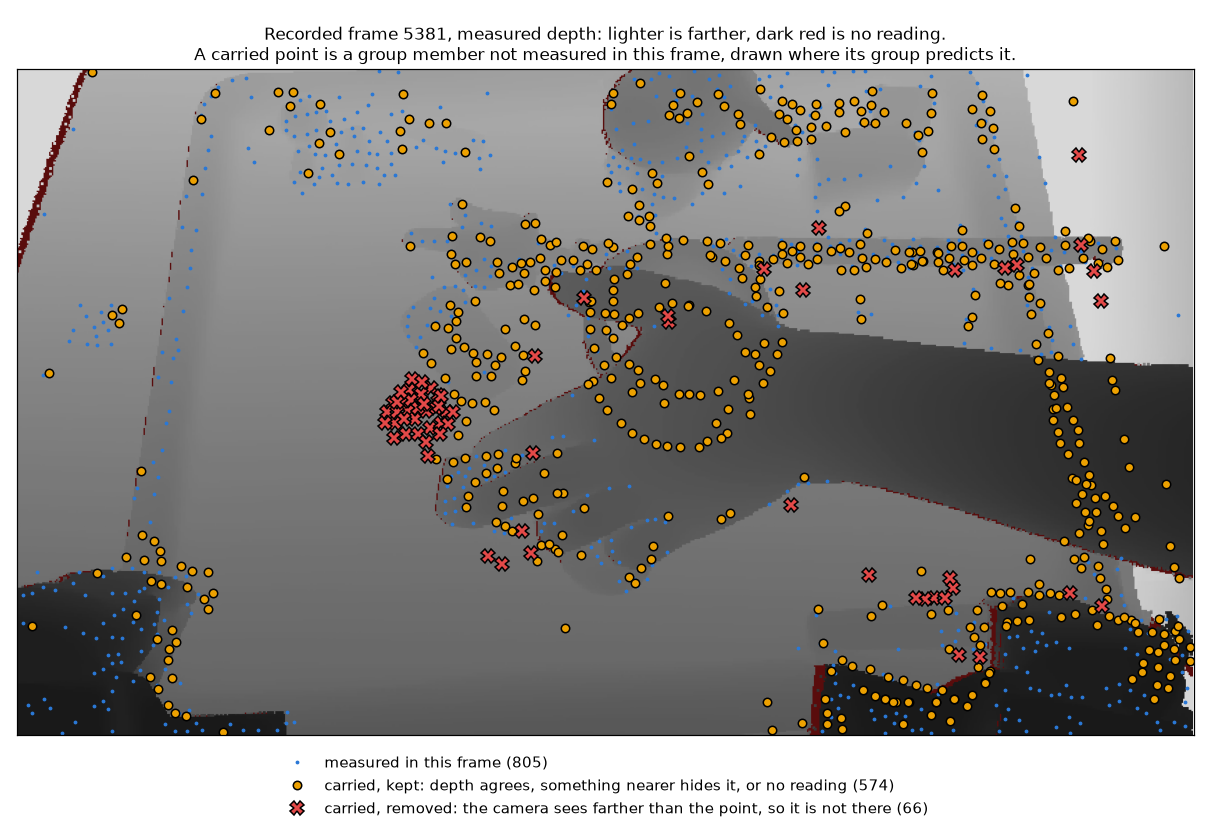 Recorded frame 5381, measured depth: lighter is farther, dark red is no reading.
A carried point is a group member not measured in this frame, drawn where its group predicts it.
measured in this frame (805)
carried, kept: depth agrees, something nearer hides it, or no reading (574)
carried, removed: the camera sees farther than the point, so it is not there (66)